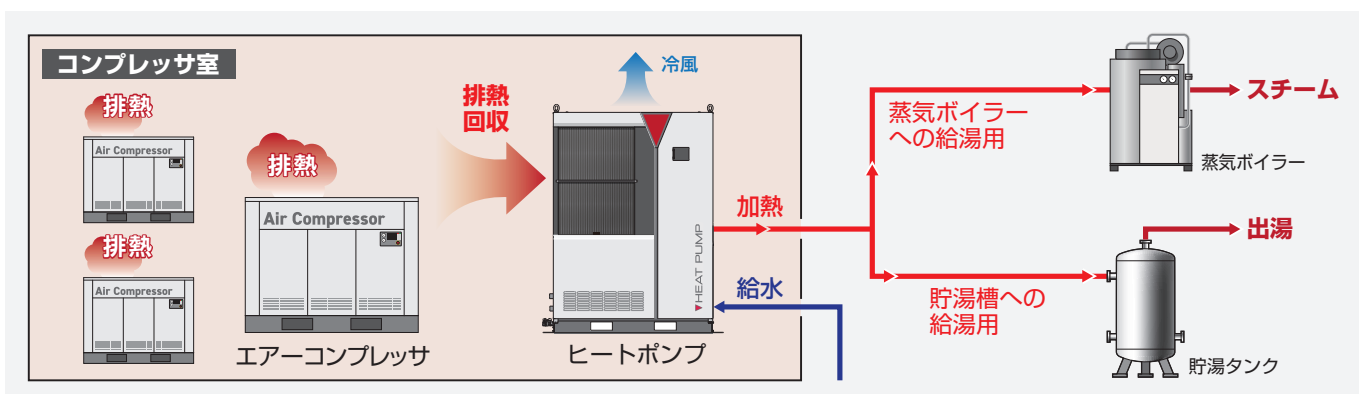 コンプレッサ室
排熱
Air Compressor
排熱
Air Compressor
排熱
Air Compressor
エアーコンプレッサ
排熱
回収
冷風
HEAT PUMP
ヒートポンプ
加熱
給水
蒸気ボイラー
への給湯用
スチーム
蒸気ボイラー
貯湯槽への
給湯用
出湯
貯湯タンク